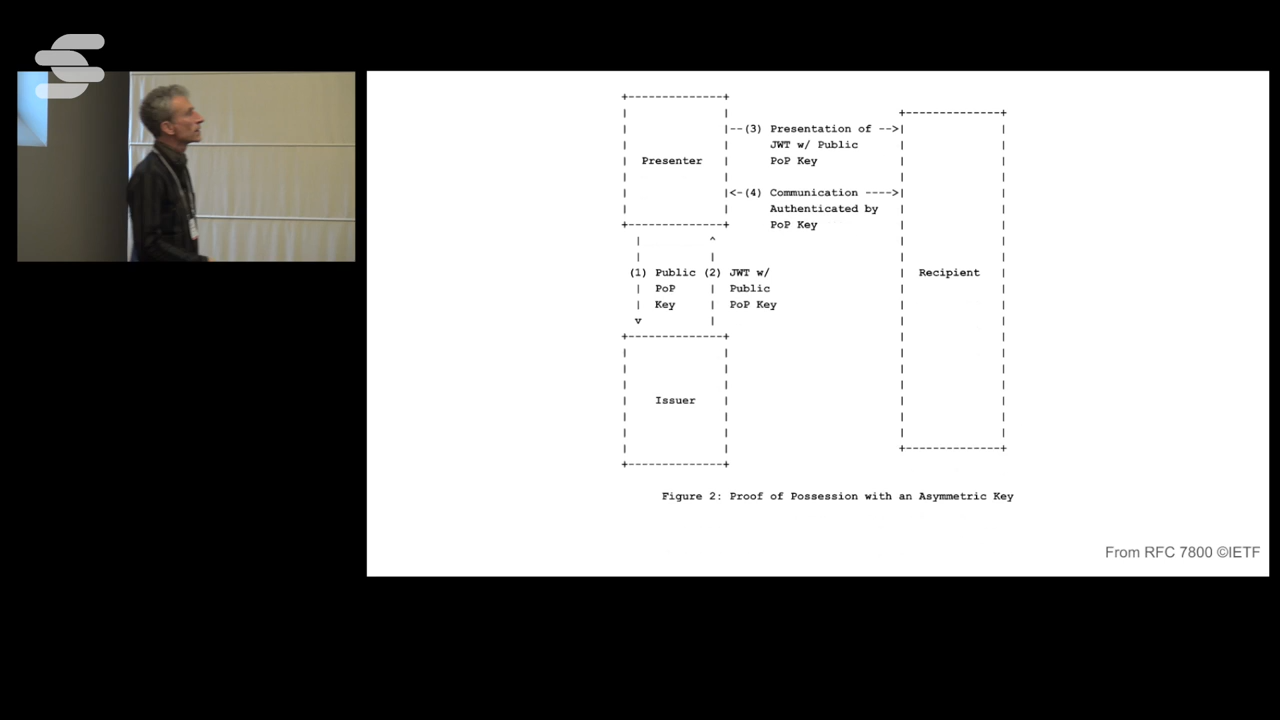 --(3) Presentation of -->
JWT w/ Public
Presenter
PoP Key
<-(4) Communication ---->
Authenticated by
PoP Key
(1) Public (2) JWT w/
PoP
Public
Key
PoP Key
Recipient
Issuer
Figure 2: Proof of Possession with an Asymmetric Key
From RFC 7800 ©IETF